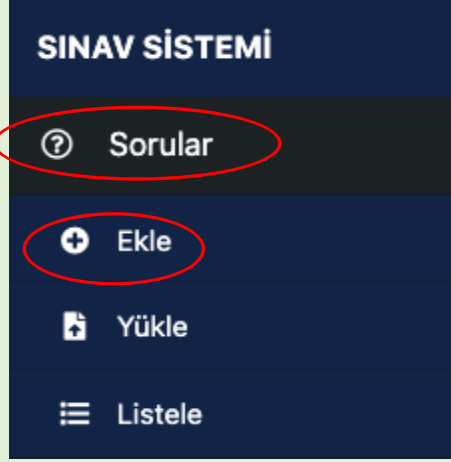 SINAV SİSTEMİ
Sorular
Ekle
Yükle
Listele